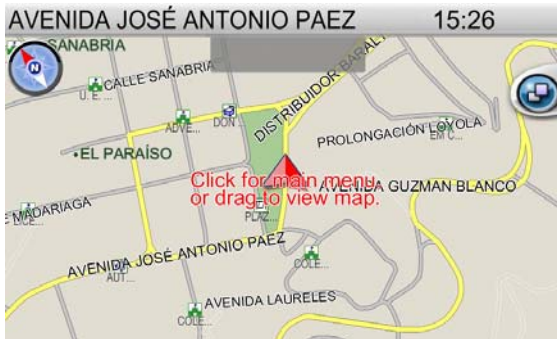 AVENIDA JOSÉ ANTONIO PAEZ
15:26
SANABRIA
N
CALLE SANABRIA
U. E. ...
DISTRIBUIDOR BARAL
ADVE...
DON...
PROLONGACIÓN LOYOLA
EM C...
•EL PARAÍSO
Click for main menu,
or drag to view map.
AVENIDA GUZMAN BLANCO
E MADARIAGA
LICE...
PLAZ...
AVENIDA JOSÉ ANTONIO PAEZ
AUT...
COLE...
AVENIDA LAURELES
COLE...